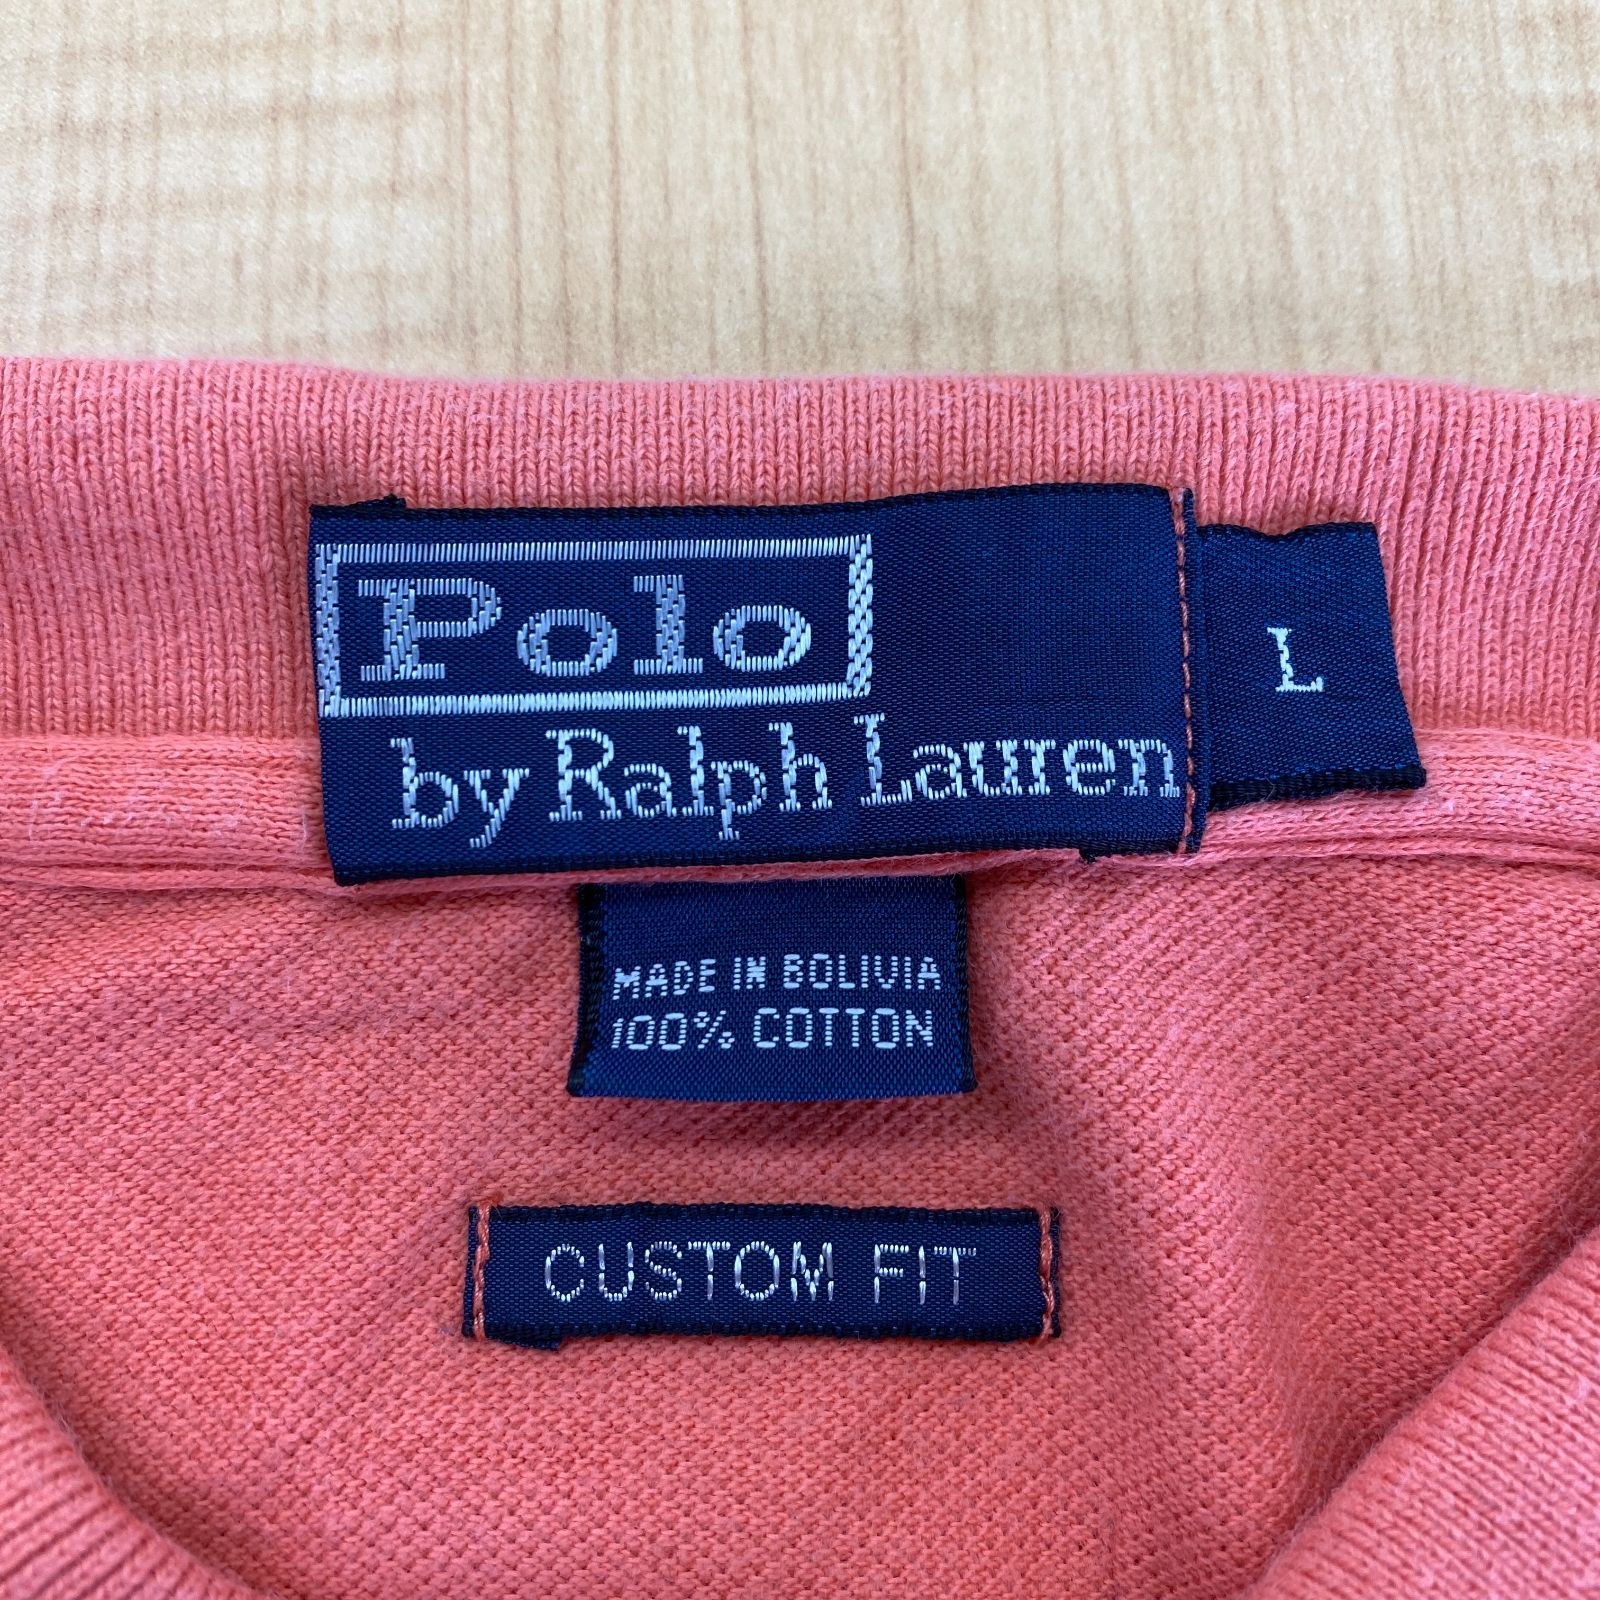 Polo
by Ralph Lauren
L
MADE IN BOLIVIA
100% COTTON
CUSTOM FIT